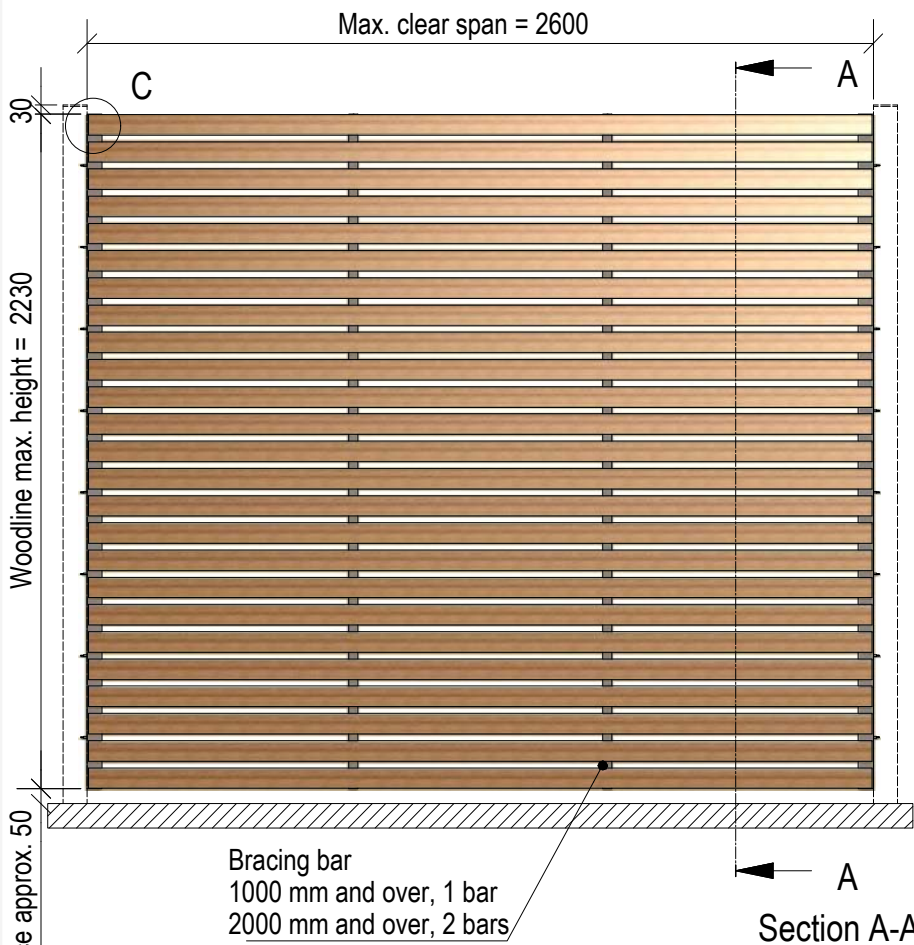 Max. clear span = 2600
C
A
30
Woodline max. height = 2230
approx. 50
Bracing bar
1000 mm and over, 1 bar
2000 mm and over, 2 bars
A
Section A-A